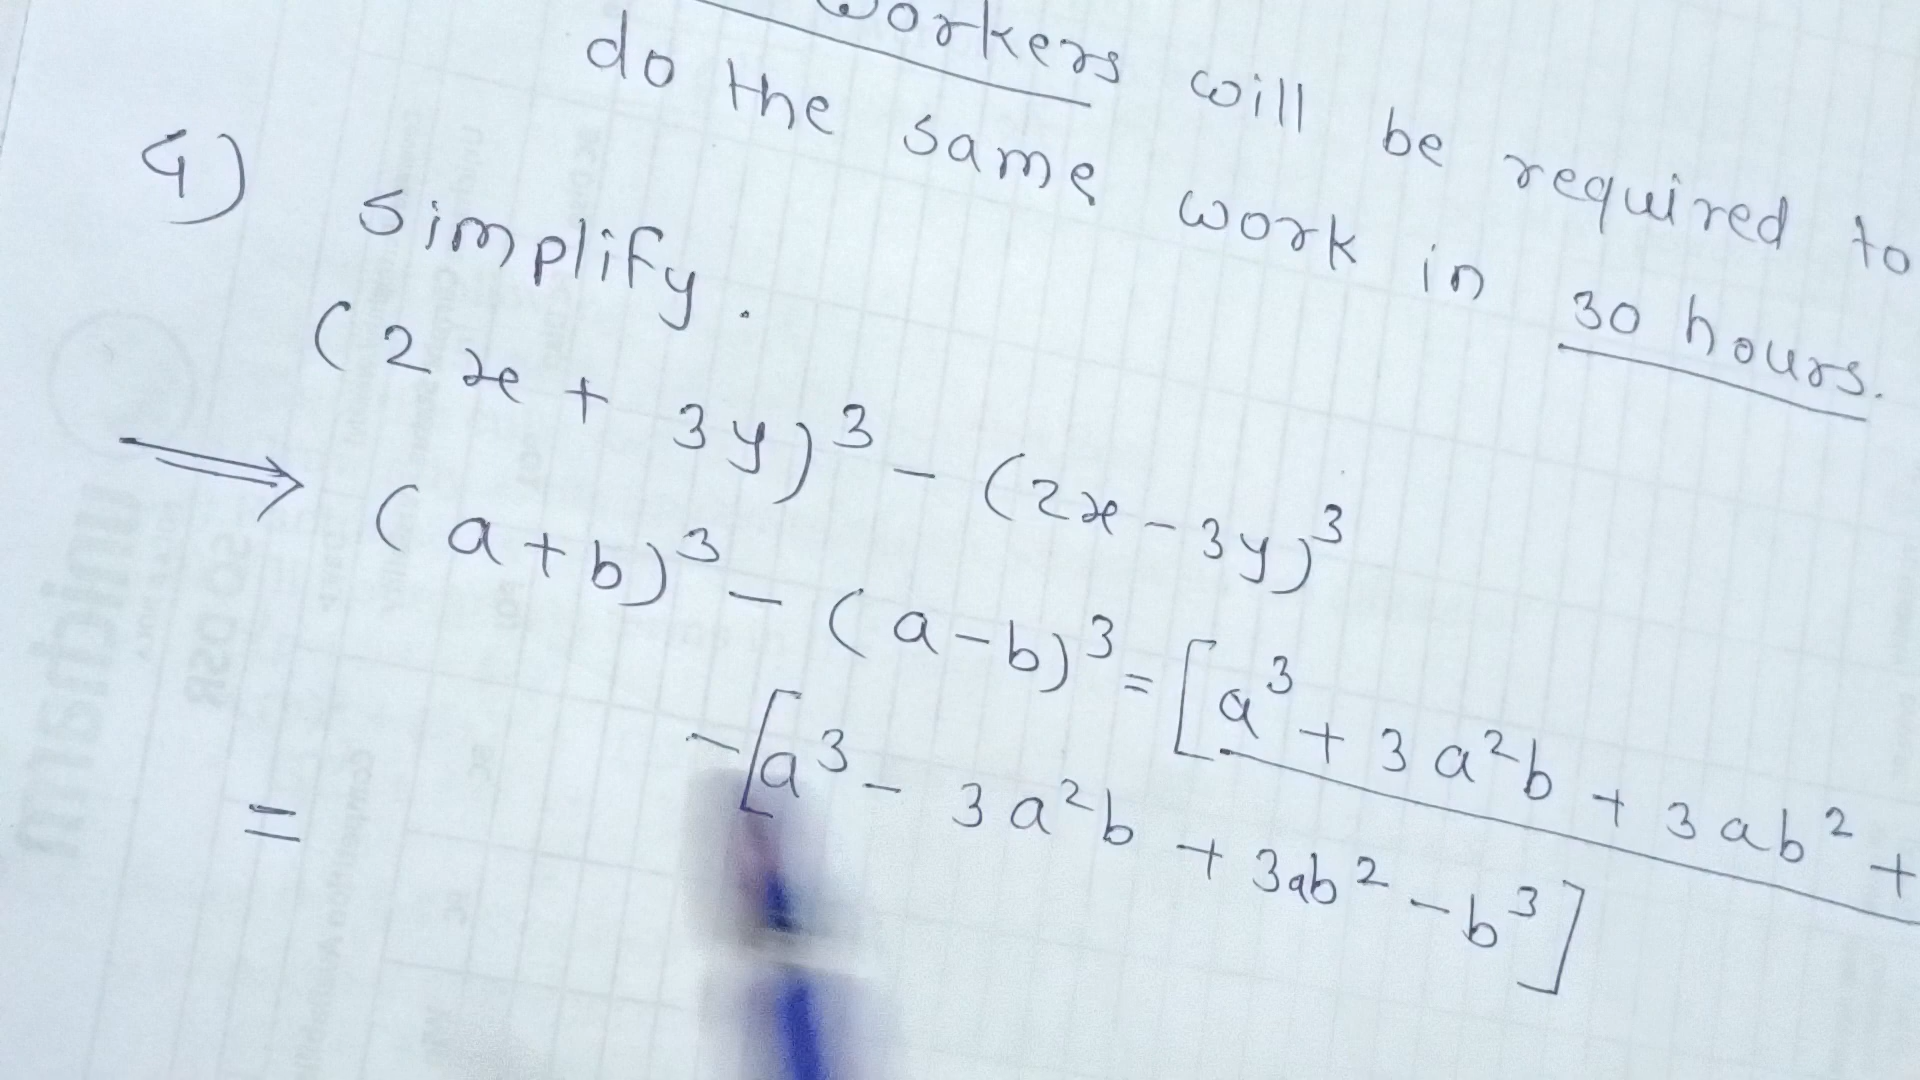 workers will be required to
do the same work in 30 hours.
4) Simplify.
(2x + 3y)³ - (2x - 3y)³
⟹ (a+b)³ - (a-b)³ = [a³ + 3a²b + 3ab² +
-[a³ - 3a²b + 3ab² - b³]
=